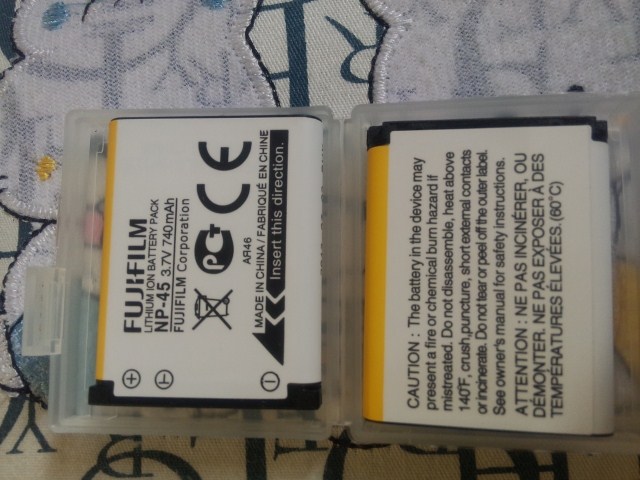 FUJIFILM
LITHIUM ION BATTERY PACK
NP-45 3.7V 740mAh
FUJIFILM Corporation
PG
CE
AR46
MADE IN CHINA / FABRIQUÉ EN CHINE
Insert this direction.
CAUTION : The battery in the device may
present a fire or chemical burn hazard if
mistreated. Do not disassemble, heat above
140°F, crush,puncture, short external contacts
or incinerate. Do not tear or peel off the outer label.
See owner's manual for safety instructions.
ATTENTION : NE PAS INCINÉRER, OU
DÉMONTER. NE PAS EXPOSER À DES
TEMPÉRATURES ÉLEVÉES. (60°C)